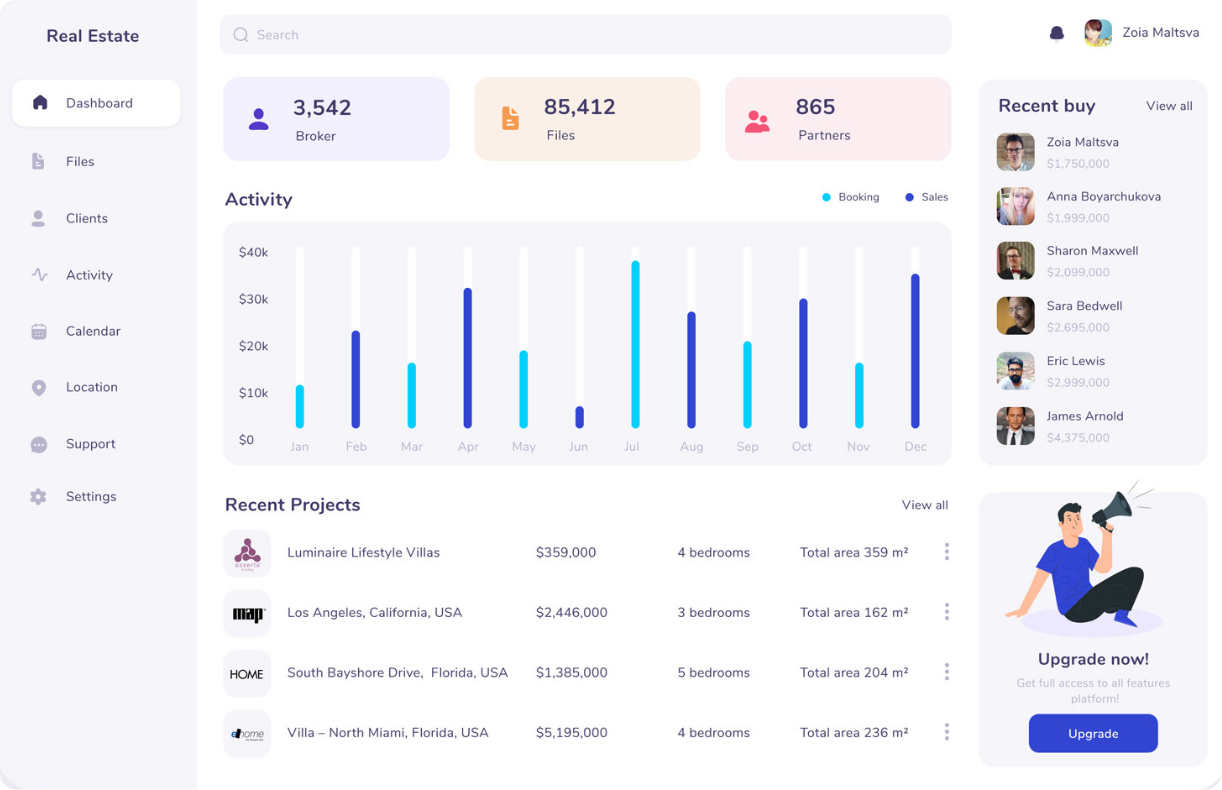 Real Estate
Dashboard
Files
Clients
Activity
Calendar
Location
Support
Settings
Search
Zoia Maltsva
3,542
Broker
85,412
Files
865
Partners
Activity
Booking
Sales
$40k
$30k
$20k
$10k
$0
Jan Feb Mar Apr May Jun Jul Aug Sep Oct Nov Dec
Recent Projects
View all
asserta
Luminaire Lifestyle Villas $359,000 4 bedrooms Total area 359 m²
map
Los Angeles, California, USA $2,446,000 3 bedrooms Total area 162 m²
HOME
South Bayshore Drive, Florida, USA $1,385,000 5 bedrooms Total area 204 m²
home
Villa – North Miami, Florida, USA $5,195,000 4 bedrooms Total area 236 m²
Recent buy
View all
Zoia Maltsva
$1,750,000
Anna Boyarchukova
$1,999,000
Sharon Maxwell
$2,099,000
Sara Bedwell
$2,695,000
Eric Lewis
$2,999,000
James Arnold
$4,375,000
Upgrade now!
Get full access to all features
platform!
Upgrade